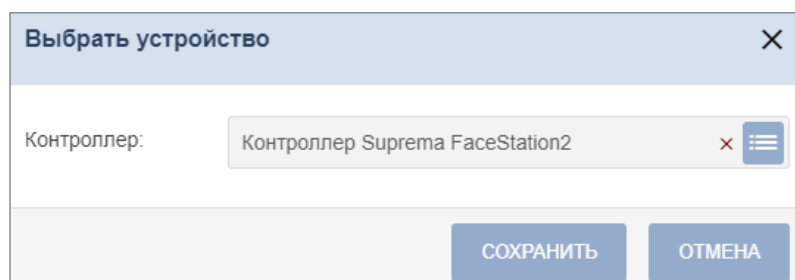 Выбрать устройство
Контроллер: Контроллер Suprema FaceStation2
СОХРАНИТЬ ОТМЕНА